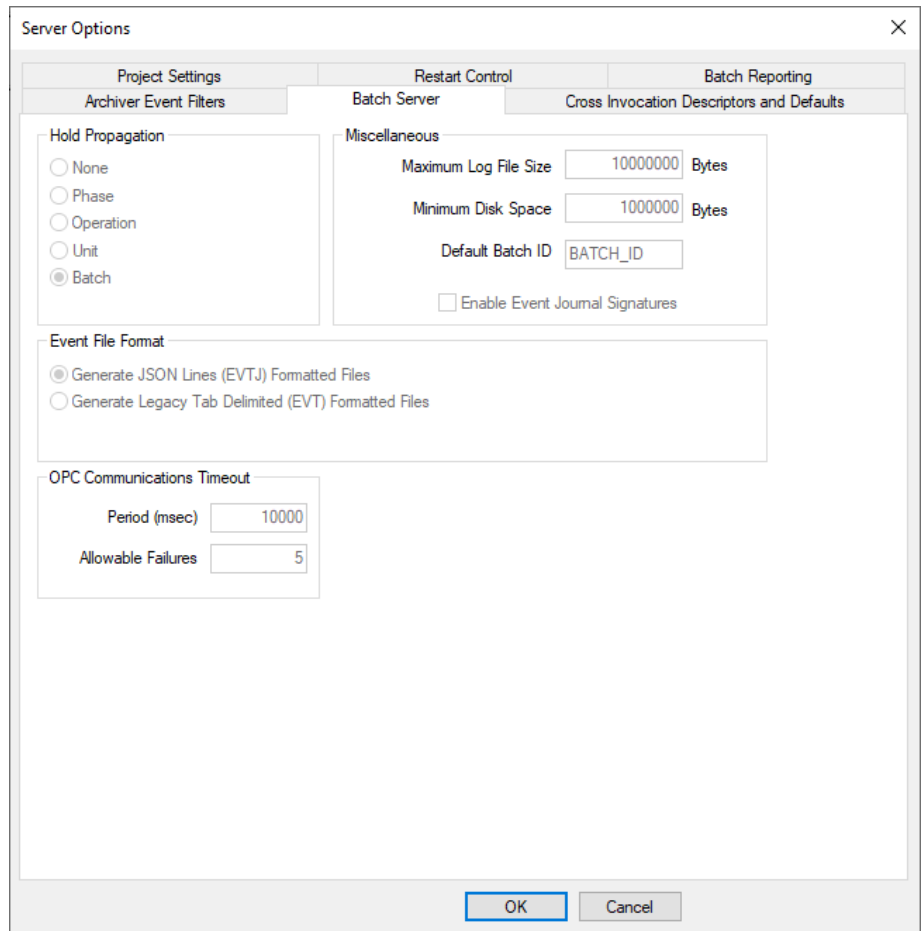 Server Options
Project Settings
Restart Control
Batch Reporting
Archiver Event Filters
Batch Server
Cross Invocation Descriptors and Defaults
Hold Propagation
None
Phase
Operation
Unit
Batch
Miscellaneous
Maximum Log File Size 10000000 Bytes
Minimum Disk Space 1000000 Bytes
Default Batch ID BATCH_ID
Enable Event Journal Signatures
Event File Format
Generate JSON Lines (EVTJ) Formatted Files
Generate Legacy Tab Delimited (EVT) Formatted Files
OPC Communications Timeout
Period (msec) 10000
Allowable Failures 5
OK
Cancel